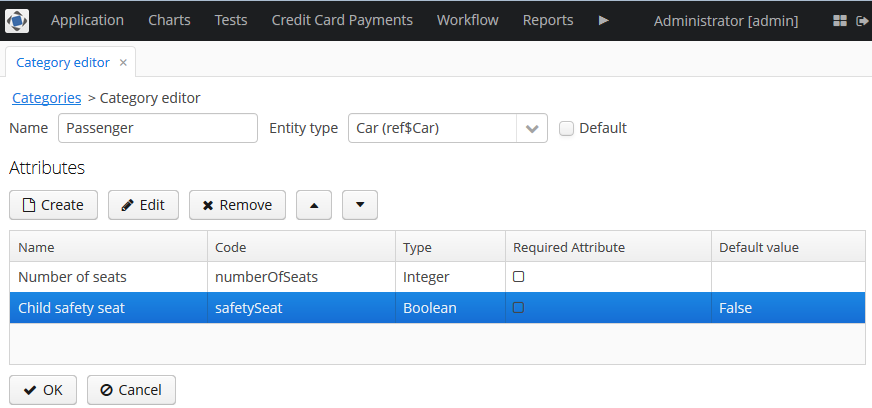 Application Charts Tests Credit Card Payments Workflow Reports Administrator [admin]
Category editor ×
Categories > Category editor
Name Passenger Entity type Car (ref$Car) Default
Attributes
Create Edit Remove
Name Code Type Required Attribute Default value
Number of seats numberOfSeats Integer
Child safety seat safetySeat Boolean False
OK Cancel